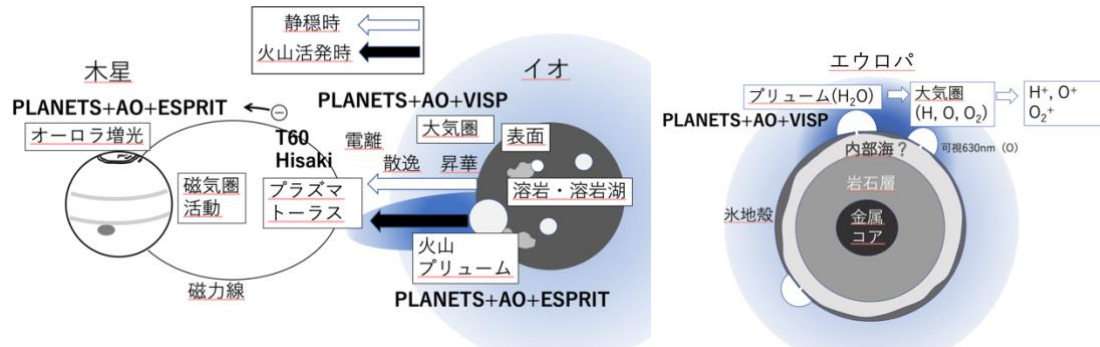 静穏時
火山活発時
木星
PLANETS+AO+ESPRIT
オーロラ増光
磁気圏
活動
磁力線
T60
Hisaki
プラズマ
トーラス
イオ
PLANETS+AO+VISP
大気圏
表面
電離
散逸
昇華
溶岩・溶岩湖
火山
プリューム
PLANETS+AO+ESPRIT
エウロパ
プリューム(H₂O)
大気圏
(H, O, O₂)
H⁺, O⁺
O₂⁺
PLANETS+AO+VISP
可視630nm（O）
内部海？
岩石層
氷地殻
金属
コア